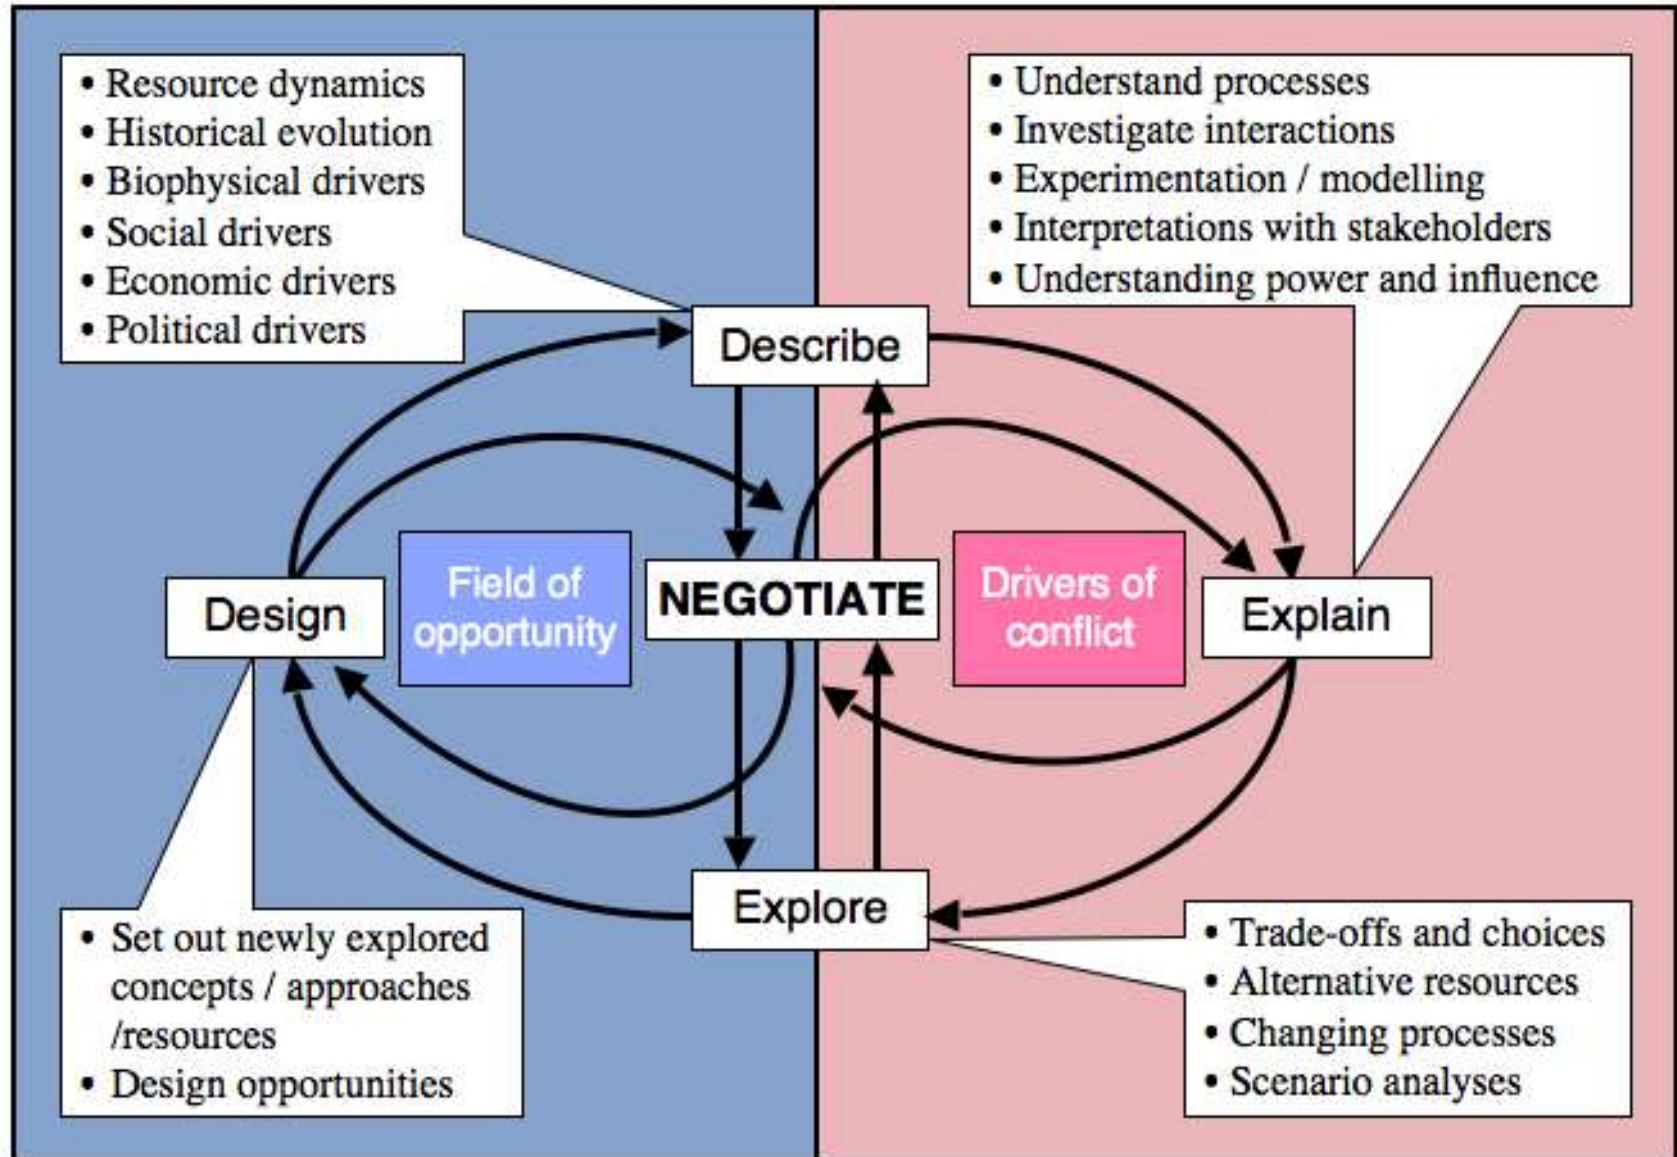 • Resource dynamics
• Historical evolution
• Biophysical drivers
• Social drivers
• Economic drivers
• Political drivers
• Understand processes
• Investigate interactions
• Experimentation / modelling
• Interpretations with stakeholders
• Understanding power and influence
Describe
Design
Field of
opportunity
NEGOTIATE
Drivers of
conflict
Explain
Explore
• Set out newly explored
concepts / approaches
/resources
• Design opportunities
• Trade-offs and choices
• Alternative resources
• Changing processes
• Scenario analyses